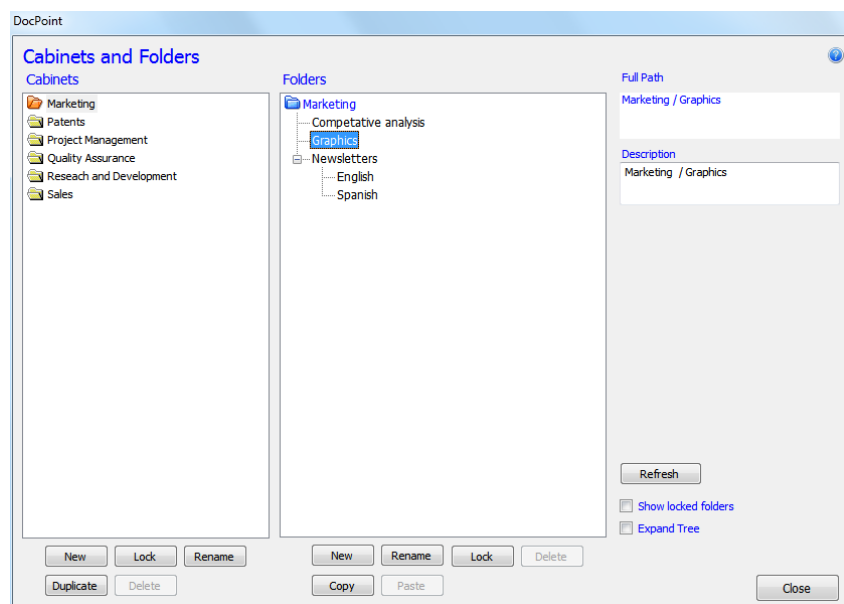 DocPoint
Cabinets and Folders
Cabinets
Marketing
Patents
Project Management
Quality Assurance
Reseach and Development
Sales
New Lock Rename
Duplicate Delete
Folders
Marketing
Competative analysis
Graphics
Newsletters
English
Spanish
New Rename Lock Delete
Copy Paste
Full Path
Marketing / Graphics
Description
Marketing / Graphics
Refresh
Show locked folders
Expand Tree
Close